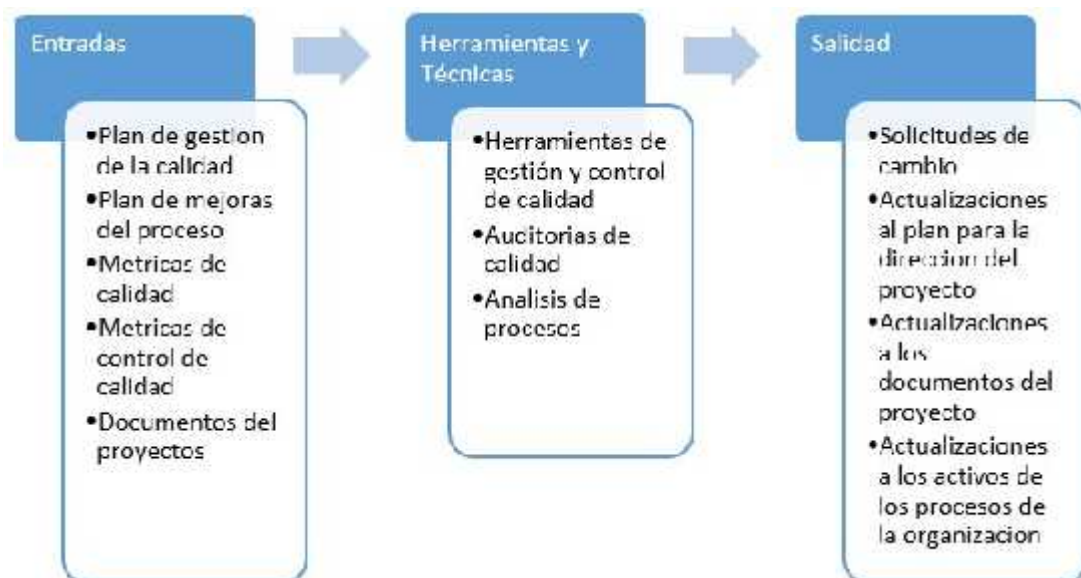 Entradas
•Plan de gestion
de la calidad
•Plan de mejoras
del proceso
•Metricas de
calidad
•Metricas de
control de
calidad
•Documentos del
proyectos
Herramientas y
Técnicas
•Herramientas de
gestión y control
de calidad
•Auditorias de
calidad
•Analisis de
procesos
Salidad
•Solicitudes de
cambio
•Actualizaciones
al plan para la
direccion del
proyecto
•Actualizaciones
a los
documentos del
proyecto
•Actualizaciones
a los activos de
los procesos de
la organizacion